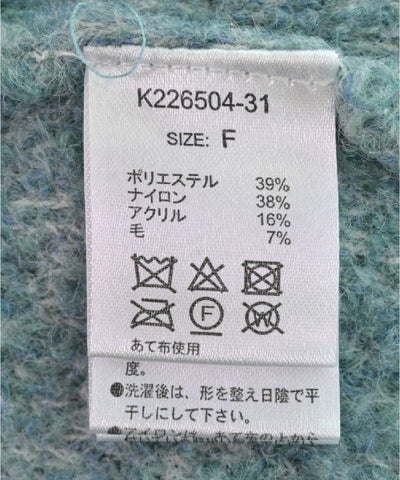 K226504-31
SIZE: F
ポリエステル 39%
ナイロン 38%
アクリル 16%
毛 7%
F
W
あて布使用
度。
●洗濯後は、形を整え日陰で平
干しにして下さい。